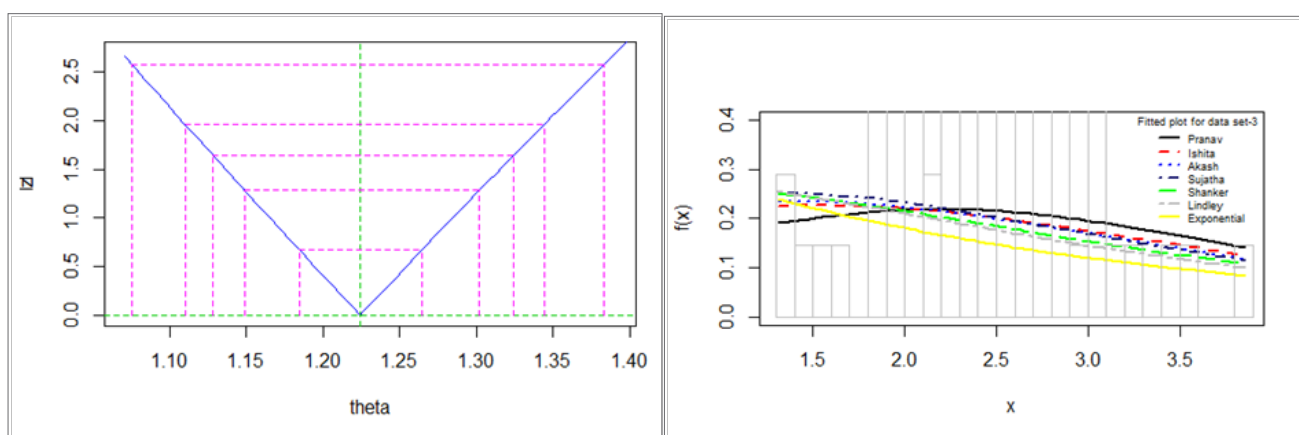 2.5
2.0
1.5
1.0
0.5
0.0
|z|
1.10 1.15 1.20 1.25 1.30 1.35 1.40
theta
0.4
0.3
0.2
0.1
0.0
f(x)
Fitted plot for data set-3
Pranav
Ishita
Akash
Sujatha
Shanker
Lindley
Exponential
1.5 2.0 2.5 3.0 3.5
x